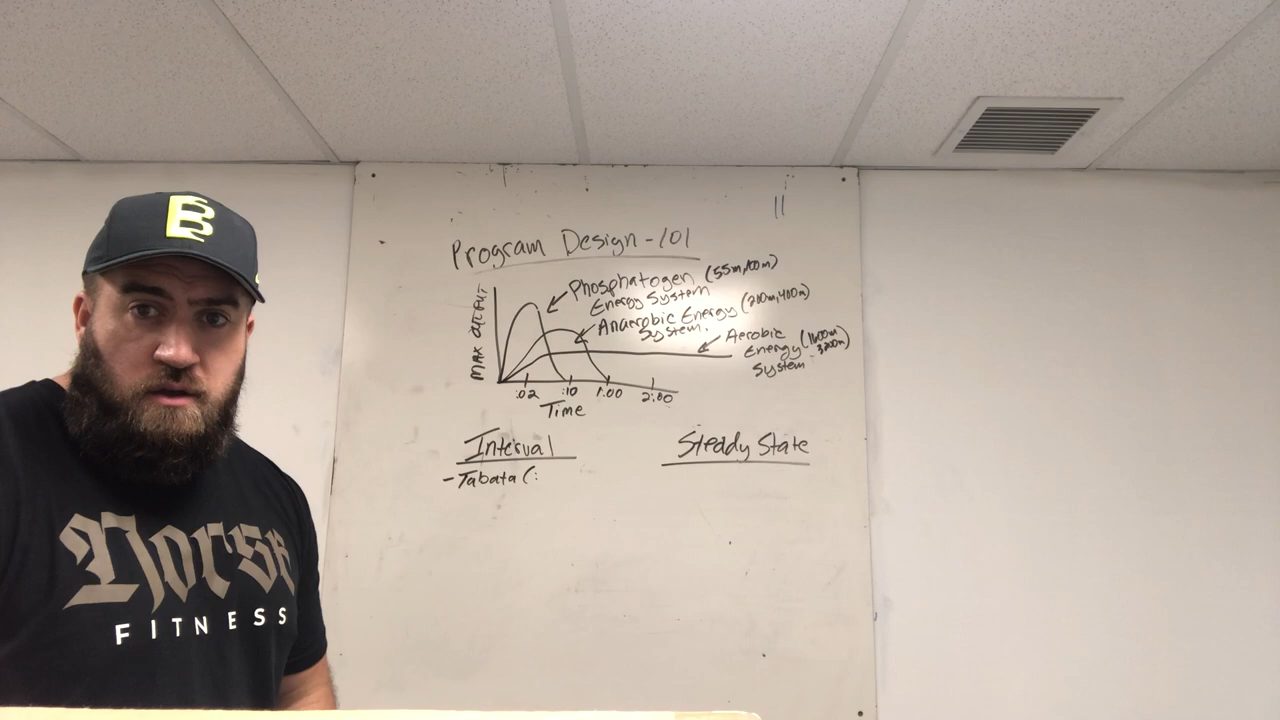 B
Norse
FITNESS
Program Design -101
MAX OUTPUT
Phosphatogen (55m,100m)
Energy System
Anaerobic Energy (200m,400m)
System.
Aerobic (1600m
Energy 3200m)
System
:02 :10 1:00 2:00
Time
Interval
Steady State
-Tabata (: